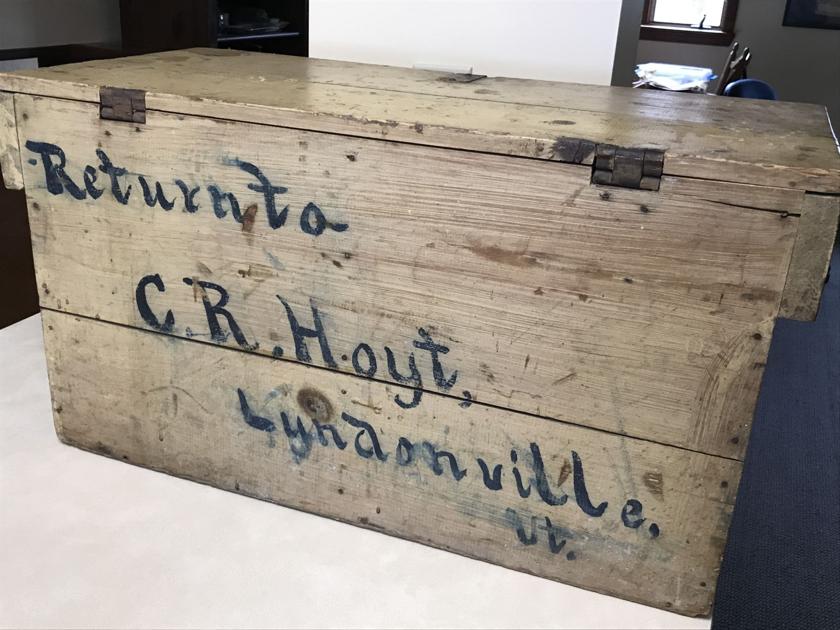 Return to
C. R. Hoyt,
Lyndonville,
Vt.